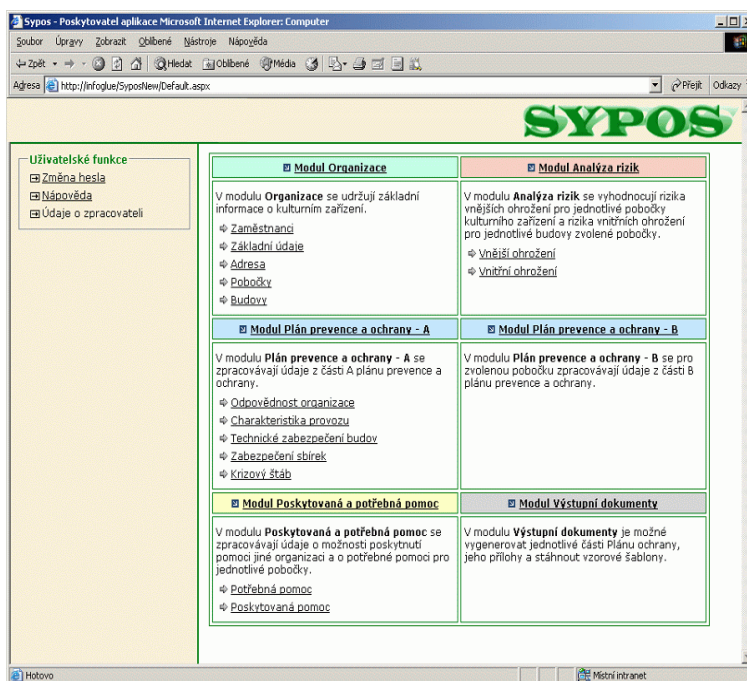 Sypos - Poskytovatel aplikace Microsoft Internet Explorer: Computer
Soubor Úpravy Zobrazit Oblíbené Nástroje Nápověda
Zpět Hledat Oblíbené Média
Adresa http://infoglue/SyposNew/Default.aspx Přejít Odkazy
SYPOS
Uživatelské funkce
Změna hesla
Nápověda
Údaje o zpracovateli
Modul Organizace
V modulu Organizace se udržují základní
informace o kulturním zařízení.
Zaměstnanci
Základní údaje
Adresa
Pobočky
Budovy
Modul Analýza rizik
V modulu Analýza rizik se vyhodnocují rizika
vnějších ohrožení pro jednotlivé pobočky
kulturního zařízení a rizika vnitřních ohrožení
pro jednotlivé budovy zvolené pobočky.
Vnější ohrožení
Vnitřní ohrožení
Modul Plán prevence a ochrany - A
V modulu Plán prevence a ochrany - A se
zpracovávají údaje z části A plánu prevence a
ochrany.
Odpovědnost organizace
Charakteristika provozu
Technické zabezpečení budov
Zabezpečení sbírek
Krizový štáb
Modul Plán prevence a ochrany - B
V modulu Plán prevence a ochrany - B se pro
zvolenou pobočku zpracovávají údaje z části B
plánu prevence a ochrany.
Modul Poskytovaná a potřebná pomoc
V modulu Poskytovaná a potřebná pomoc se
zpracovávají údaje o možnosti poskytnutí
pomoci jiné organizaci a o potřebné pomoci pro
jednotlivé pobočky.
Potřebná pomoc
Poskytovaná pomoc
Modul Výstupní dokumenty
V modulu Výstupní dokumenty je možné
vygenerovat jednotlivé části Plánu ochrany,
jeho přílohy a stáhnout vzorové šablony.
Hotovo Místní intranet